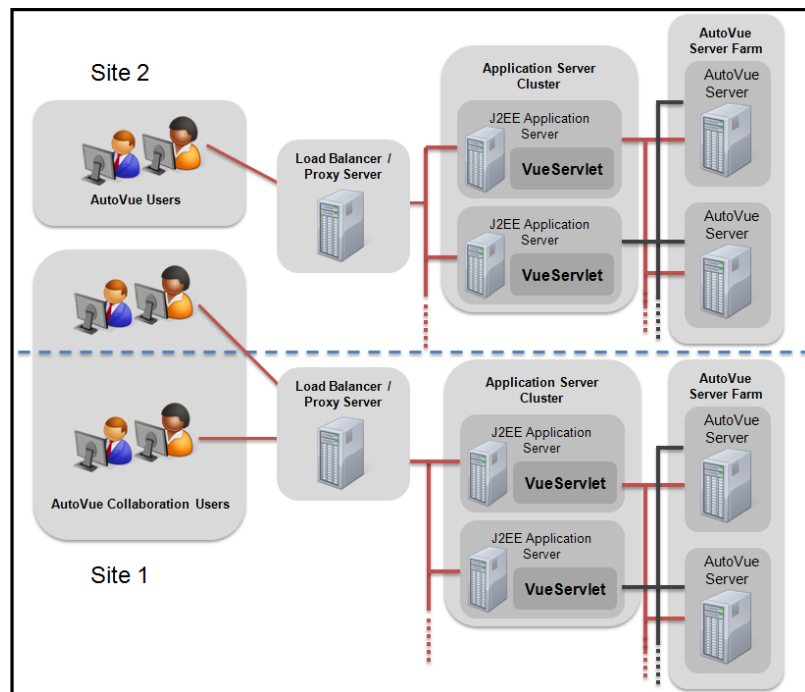 Site 2
AutoVue Users
Load Balancer /
Proxy Server
Application Server
Cluster
J2EE Application
Server
VueServlet
J2EE Application
Server
VueServlet
AutoVue
Server Farm
AutoVue
Server
AutoVue
Server
AutoVue Collaboration Users
Site 1
Load Balancer /
Proxy Server
Application Server
Cluster
J2EE Application
Server
VueServlet
J2EE Application
Server
VueServlet
AutoVue
Server Farm
AutoVue
Server
AutoVue
Server